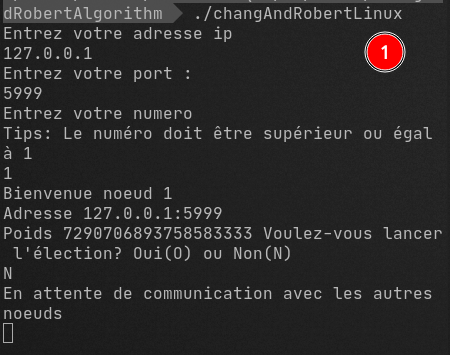 dRobertAlgorithm ./changAndRobertLinux
Entrez votre adresse ip
127.0.0.1
1
Entrez votre port :
5999
Entrez votre numero
Tips: Le numéro doit être supérieur ou égal
à 1
1
Bienvenue noeud 1
Adresse 127.0.0.1:5999
Poids 7290706893758583333 Voulez-vous lancer
l'élection? Oui(O) ou Non(N)
N
En attente de communication avec les autres
noeuds